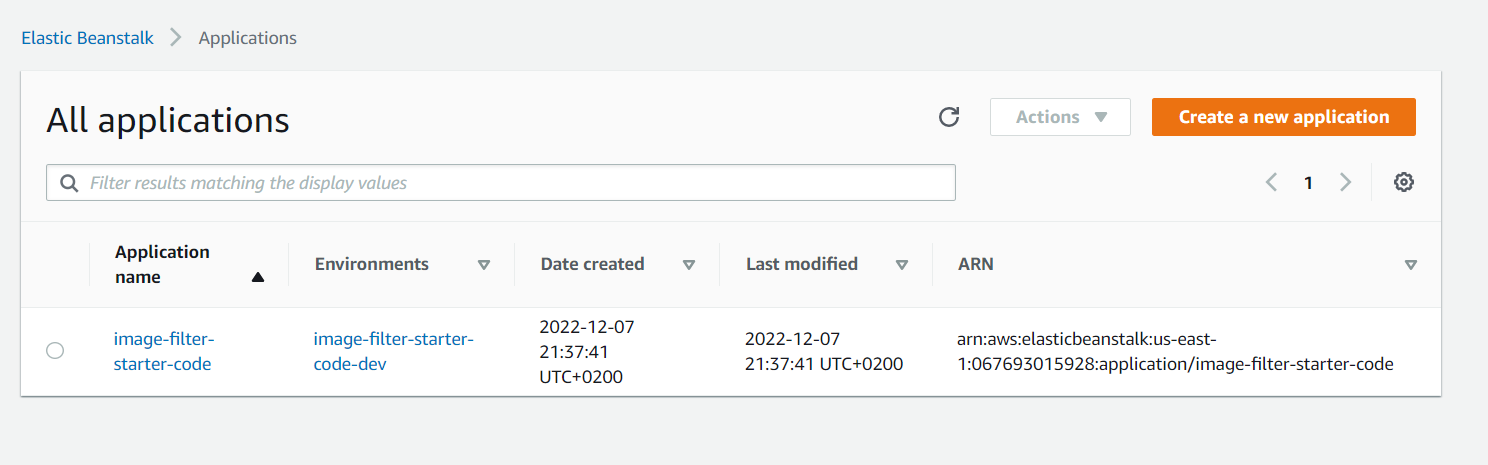 Elastic Beanstalk Applications
All applications
Actions
Create a new application
Filter results matching the display values
1
Application
name
Environments
Date created
Last modified
ARN
image-filter-
starter-code
image-filter-starter-
code-dev
2022-12-07
21:37:41
UTC+0200
2022-12-07
21:37:41 UTC+0200
arn:aws:elasticbeanstalk:us-east-
1:067693015928:application/image-filter-starter-code